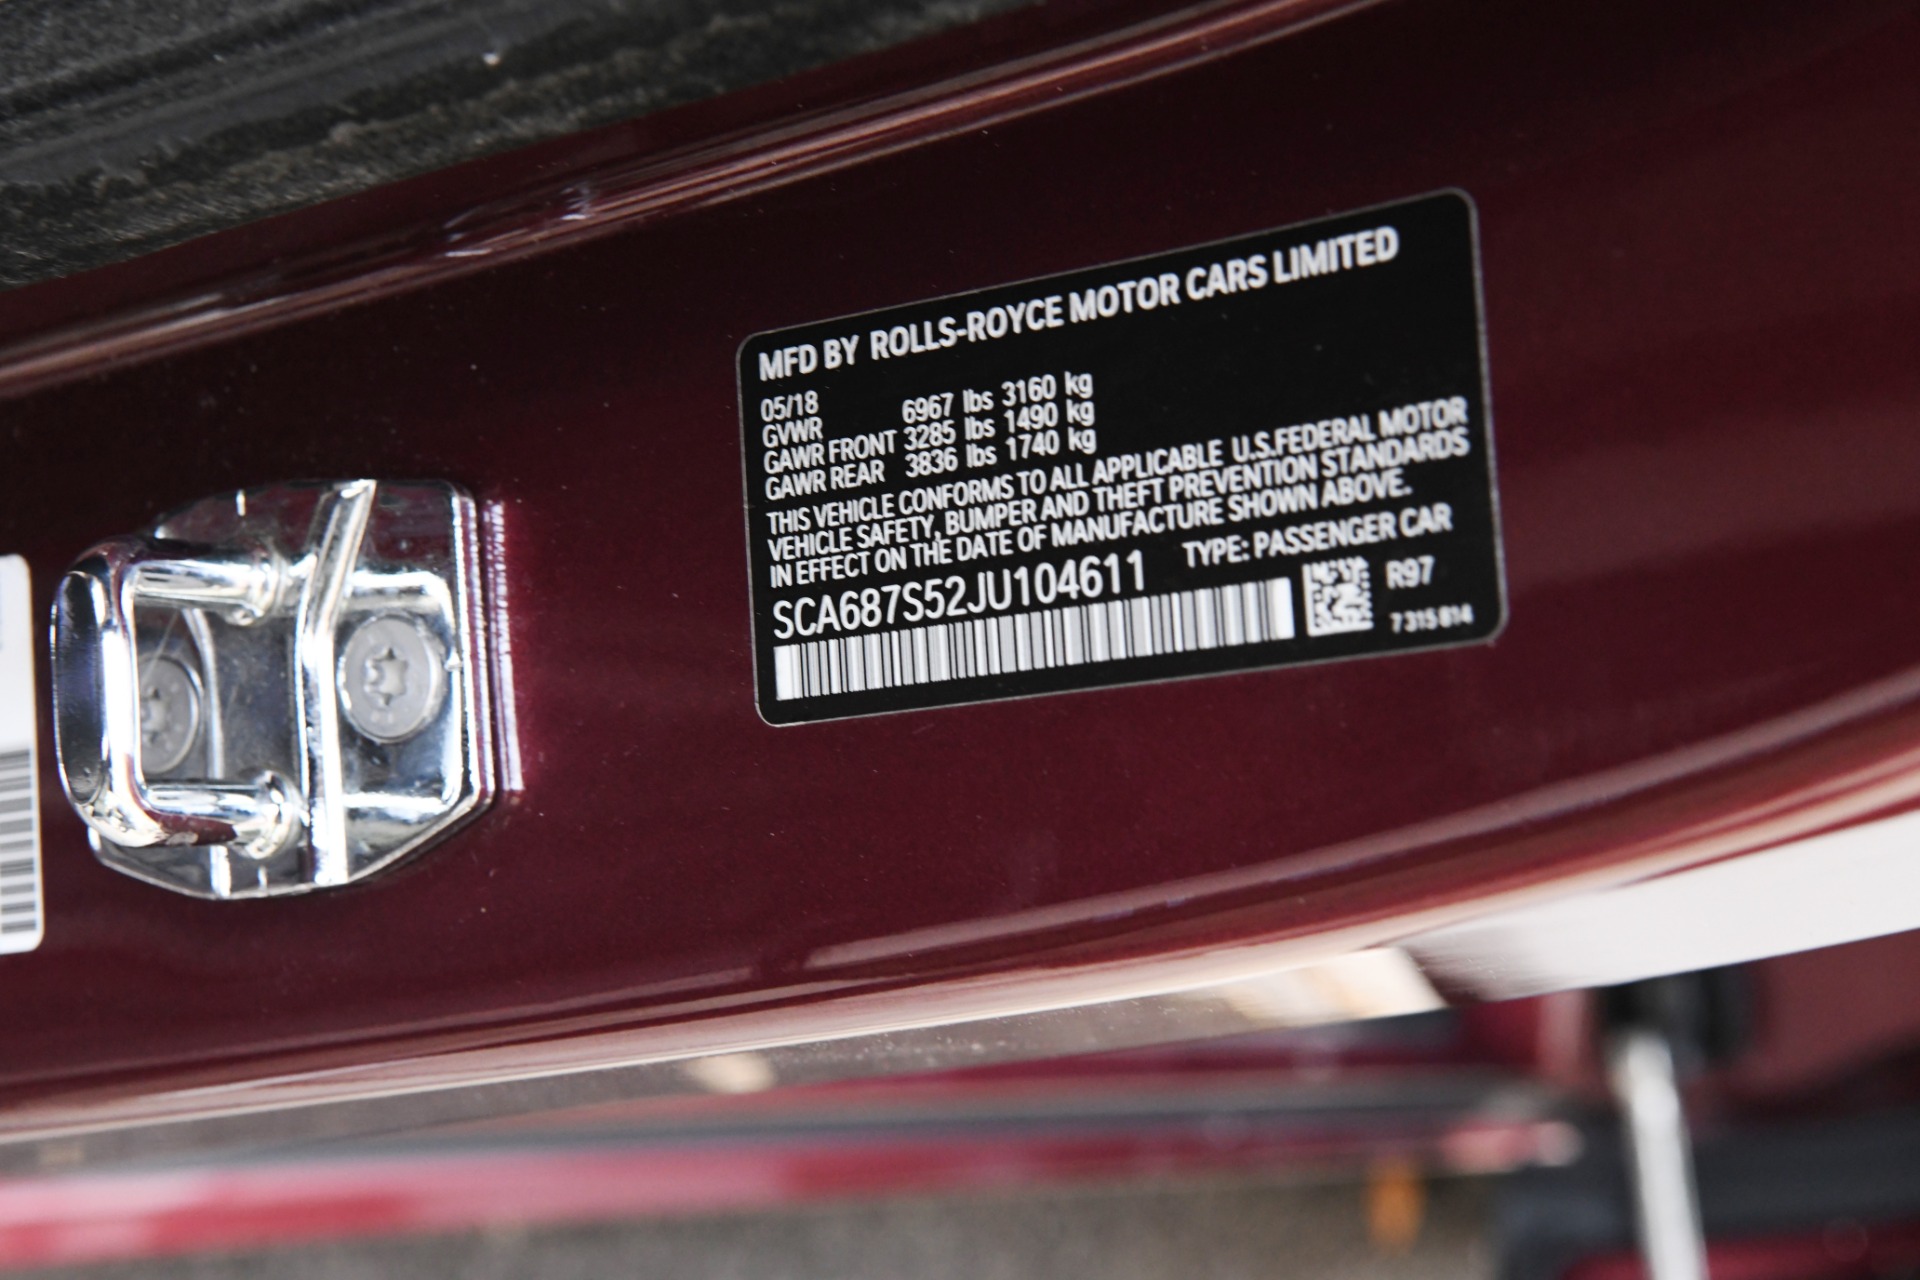 MFD BY ROLLS-ROYCE MOTOR CARS LIMITED
05/18
GVWR 6967 lbs 3160 kg
GAWR FRONT 3285 lbs 1490 kg
GAWR REAR 3836 lbs 1740 kg
THIS VEHICLE CONFORMS TO ALL APPLICABLE U.S.FEDERAL MOTOR
VEHICLE SAFETY, BUMPER AND THEFT PREVENTION STANDARDS
IN EFFECT ON THE DATE OF MANUFACTURE SHOWN ABOVE.
SCA687S52JU104611 TYPE: PASSENGER CAR
R97
7 315 814